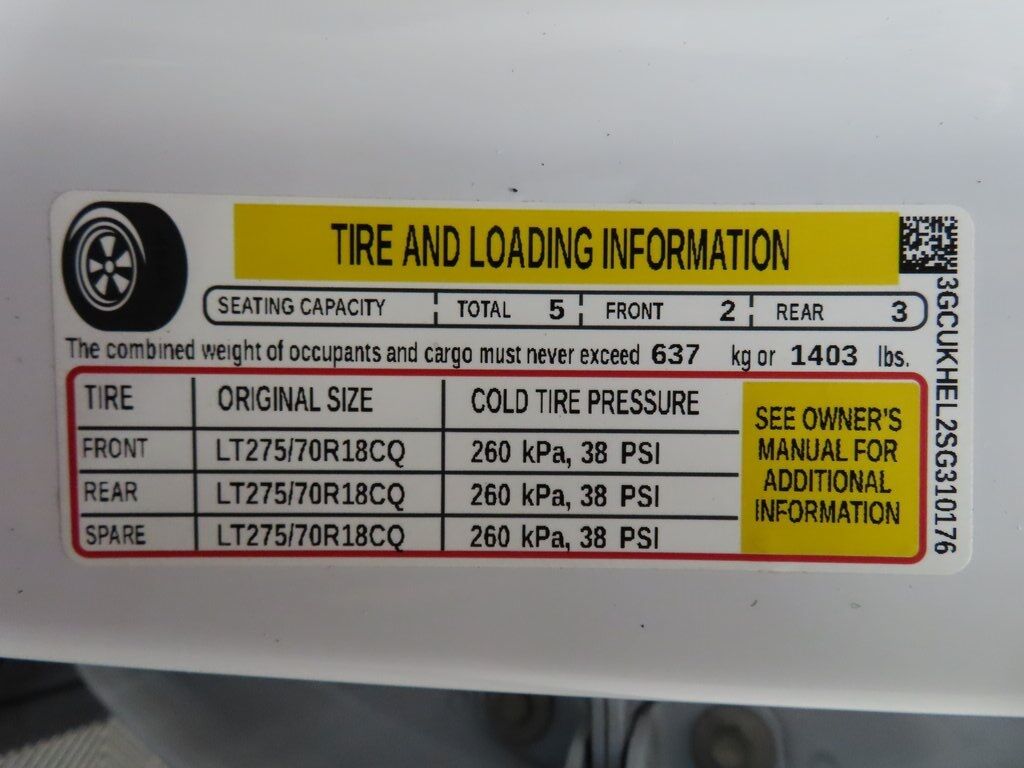 TIRE AND LOADING INFORMATION
SEATING CAPACITY TOTAL 5 FRONT 2 REAR 3
The combined weight of occupants and cargo must never exceed 637 kg or 1403 lbs.
TIRE ORIGINAL SIZE COLD TIRE PRESSURE
FRONT LT275/70R18CQ 260 kPa, 38 PSI
REAR LT275/70R18CQ 260 kPa, 38 PSI
SPARE LT275/70R18CQ 260 kPa, 38 PSI
SEE OWNER'S
MANUAL FOR
ADDITIONAL
INFORMATION
3GCUKHEL2SG310176